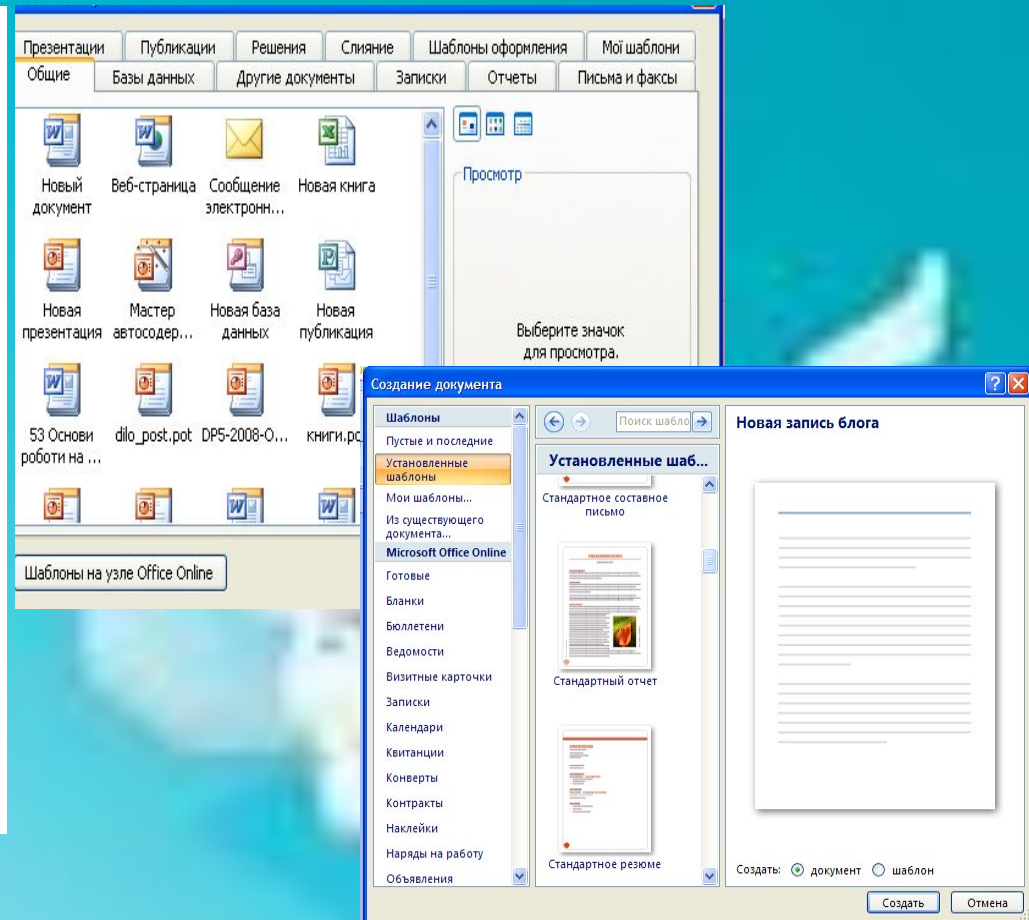 Презентации Публикации Решения Слияние Шаблоны оформления Мої шаблони
Общие Базы данных Другие документы Записки Отчеты Письма и факсы
Новый документ
Веб-страница
Сообщение электронн...
Новая книга
Новая презентация
Мастер автосодер...
Новая база данных
Новая публикация
53 Основи роботи на ...
dilo_post.pot
DP5-2008-O...
Просмотр
Выберите значок
для просмотра.
Шаблоны на узле Office Online
Создание документа
Шаблоны
Пустые и последние
Установленные
шаблоны
Мои шаблоны...
Из существующего
документа...
Microsoft Office Online
Готовые
Бланки
Бюллетени
Ведомости
Визитные карточки
Записки
Календари
Квитанции
Конверты
Контракты
Наклейки
Наряды на работу
Объявления
Поиск шабло
Установленные шаб...
Стандартное составное
письмо
Стандартный отчет
Стандартное резюме
Новая запись блога
Создать: документ шаблон
Создать Отмена